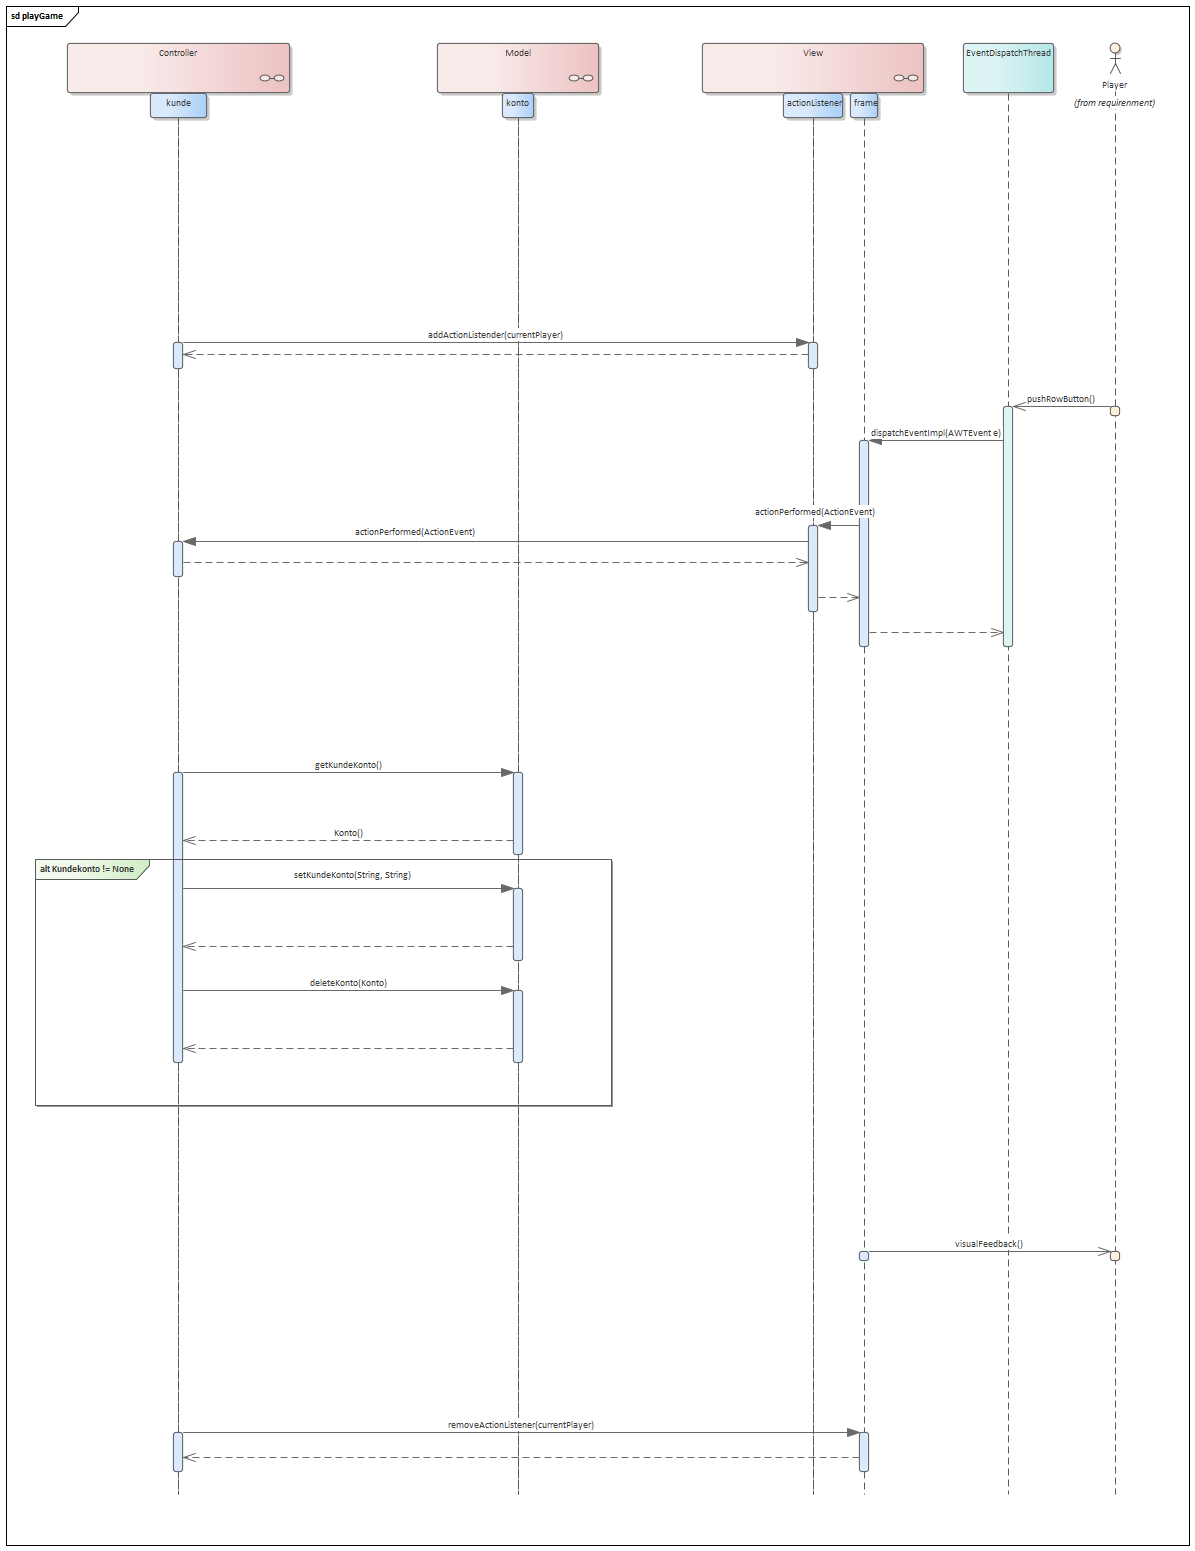 sd playGame
Controller
Model
View
EventDispatchThread
Player
(from requirenment)
kunde
konto
actionListener
frame
addActionListender(currentPlayer)
pushRowButton()
dispatchEventImpl(AWTEvent e)
actionPerformed(ActionEvent)
actionPerformed(ActionEvent)
getKundeKonto()
Konto()
alt Kundekonto != None
setKundeKonto(String, String)
deleteKonto(Konto)
visualFeedback()
removeActionListener(currentPlayer)